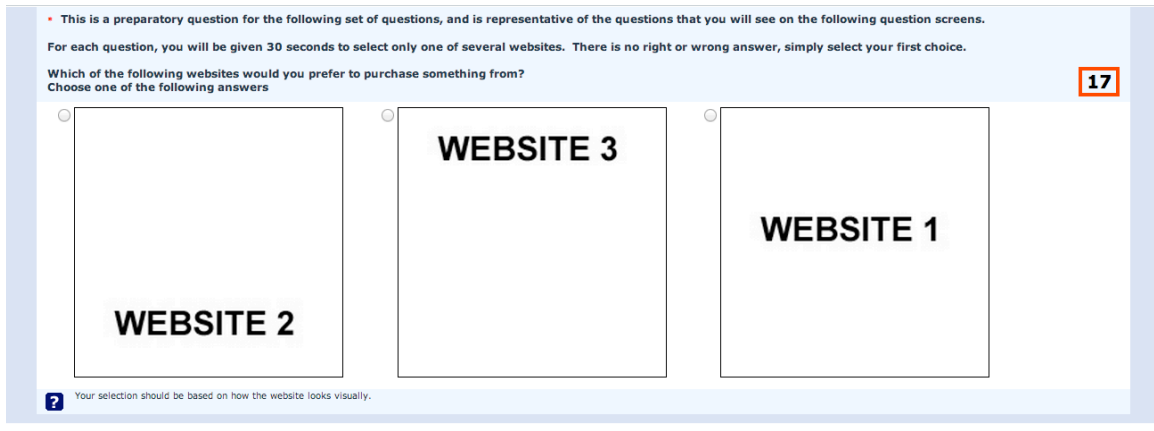 * This is a preparatory question for the following set of questions, and is representative of the questions that you will see on the following question screens.
For each question, you will be given 30 seconds to select only one of several websites.  There is no right or wrong answer, simply select your first choice.
Which of the following websites would you prefer to purchase something from?
Choose one of the following answers
17
WEBSITE 2
WEBSITE 3
WEBSITE 1
? Your selection should be based on how the website looks visually.